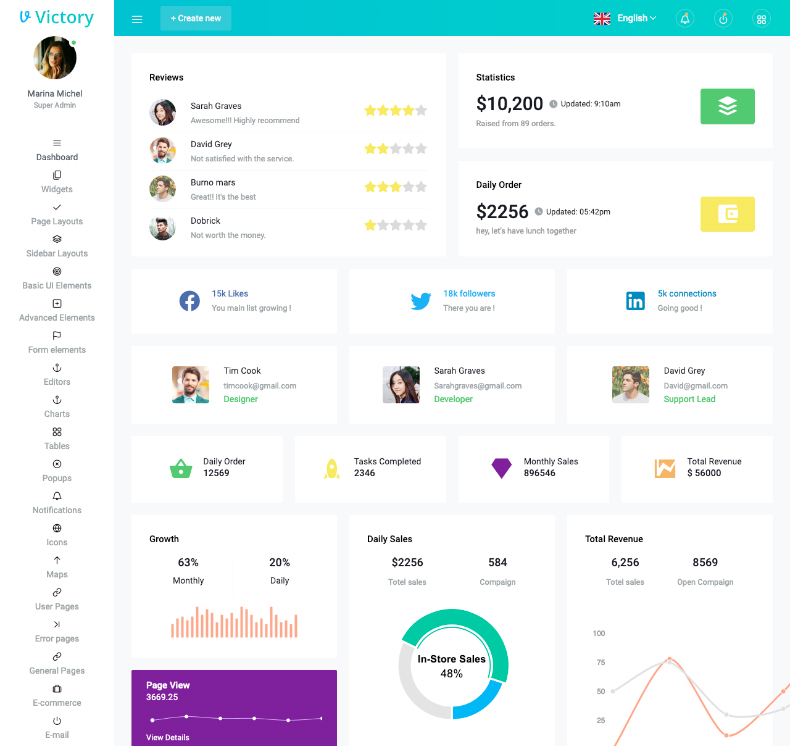 Victory
+ Create new
English
Marina Michel
Super Admin
Dashboard
Widgets
Page Layouts
Sidebar Layouts
Basic UI Elements
Advanced Elements
Form elements
Editors
Charts
Tables
Popups
Notifications
Icons
Maps
User Pages
Error pages
General Pages
E-commerce
E-mail
Reviews
Sarah Graves
Awesome!!! Highly recommend
David Grey
Not satisfied with the service.
Burno mars
Great!! It's the best
Dobrick
Not worth the money.
Statistics
$10,200 Updated: 9:10am
Raised from 89 orders.
Daily Order
$2256 Updated: 05:42pm
hey, let's have lunch together
15k Likes
You main list growing !
18k followers
There you are !
5k connections
Going good !
Tim Cook
timcook@gmail.com
Designer
Sarah Graves
Sarahgraves@gmail.com
Developer
David Grey
David@gmail.com
Support Lead
Daily Order
12569
Tasks Completed
2346
Monthly Sales
896546
Total Revenue
$ 56000
Growth
63% 20%
Monthly Daily
Page View
3669.25
View Details
Daily Sales
$2256 584
Totel sales Compaign
In-Store Sales
48%
Total Revenue
6,256 8569
Totel sales Open Compaign
100
75
50
25